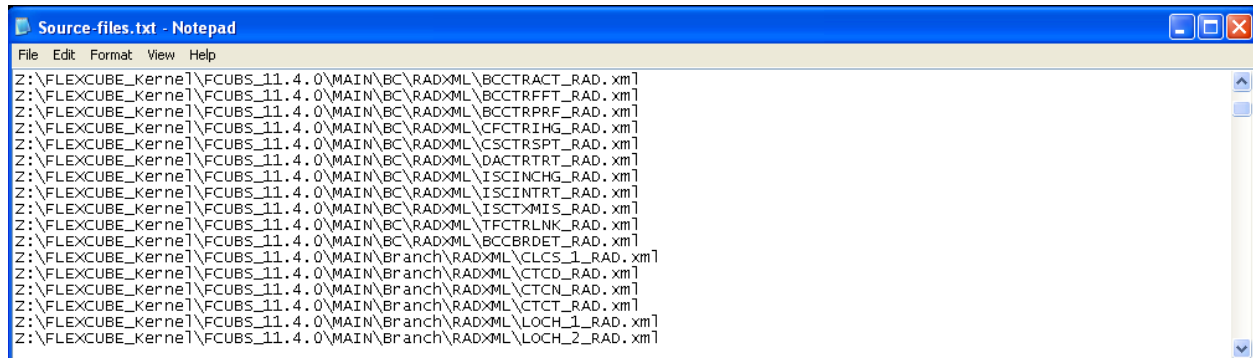 Source-files.txt - Notepad
File Edit Format View Help
Z:\FLEXCUBE_Kernel\FCUBS_11.4.0\MAIN\BC\RADXML\BCCTRACT_RAD.xml
Z:\FLEXCUBE_Kernel\FCUBS_11.4.0\MAIN\BC\RADXML\BCCTRFFT_RAD.xml
Z:\FLEXCUBE_Kernel\FCUBS_11.4.0\MAIN\BC\RADXML\BCCTRPRF_RAD.xml
Z:\FLEXCUBE_Kernel\FCUBS_11.4.0\MAIN\BC\RADXML\CFCTRIHG_RAD.xml
Z:\FLEXCUBE_Kernel\FCUBS_11.4.0\MAIN\BC\RADXML\CSCTRSPT_RAD.xml
Z:\FLEXCUBE_Kernel\FCUBS_11.4.0\MAIN\BC\RADXML\DACTRTRT_RAD.xml
Z:\FLEXCUBE_Kernel\FCUBS_11.4.0\MAIN\BC\RADXML\ISCINCHG_RAD.xml
Z:\FLEXCUBE_Kernel\FCUBS_11.4.0\MAIN\BC\RADXML\ISCINTRT_RAD.xml
Z:\FLEXCUBE_Kernel\FCUBS_11.4.0\MAIN\BC\RADXML\ISCTXMIS_RAD.xml
Z:\FLEXCUBE_Kernel\FCUBS_11.4.0\MAIN\BC\RADXML\TFCTRLNK_RAD.xml
Z:\FLEXCUBE_Kernel\FCUBS_11.4.0\MAIN\BC\RADXML\BCCBRDET_RAD.xml
Z:\FLEXCUBE_Kernel\FCUBS_11.4.0\MAIN\Branch\RADXML\CLCS_1_RAD.xml
Z:\FLEXCUBE_Kernel\FCUBS_11.4.0\MAIN\Branch\RADXML\CTCD_RAD.xml
Z:\FLEXCUBE_Kernel\FCUBS_11.4.0\MAIN\Branch\RADXML\CTCN_RAD.xml
Z:\FLEXCUBE_Kernel\FCUBS_11.4.0\MAIN\Branch\RADXML\CTCT_RAD.xml
Z:\FLEXCUBE_Kernel\FCUBS_11.4.0\MAIN\Branch\RADXML\LOCH_1_RAD.xml
Z:\FLEXCUBE_Kernel\FCUBS_11.4.0\MAIN\Branch\RADXML\LOCH_2_RAD.xml